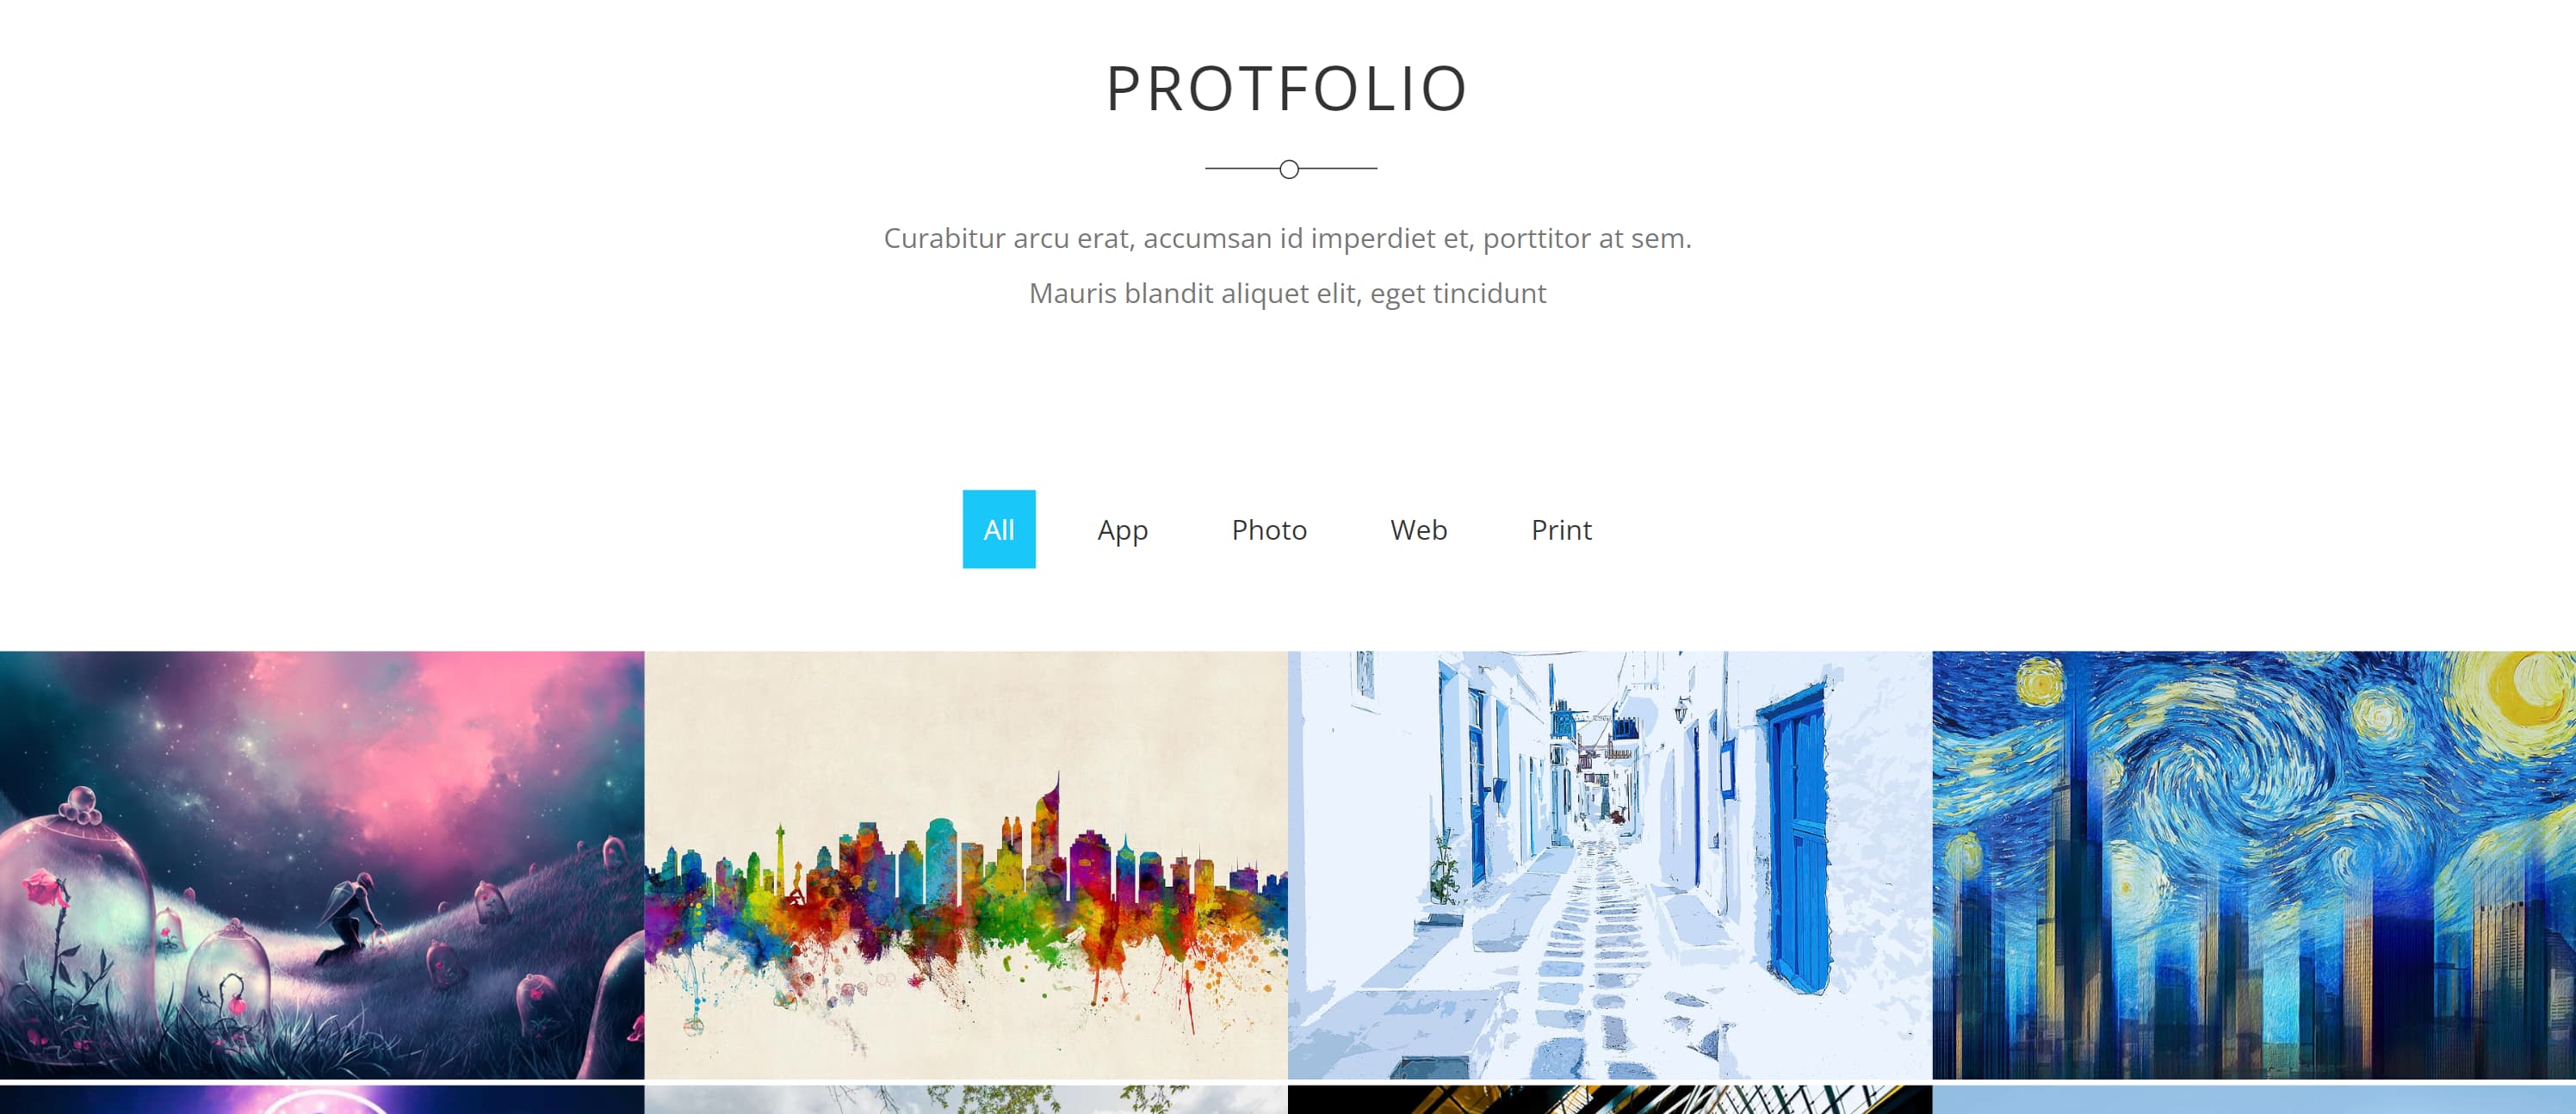 PROTFOLIO
Curabitur arcu erat, accumsan id imperdiet et, porttitor at sem.
Mauris blandit aliquet elit, eget tincidunt
All App Photo Web Print